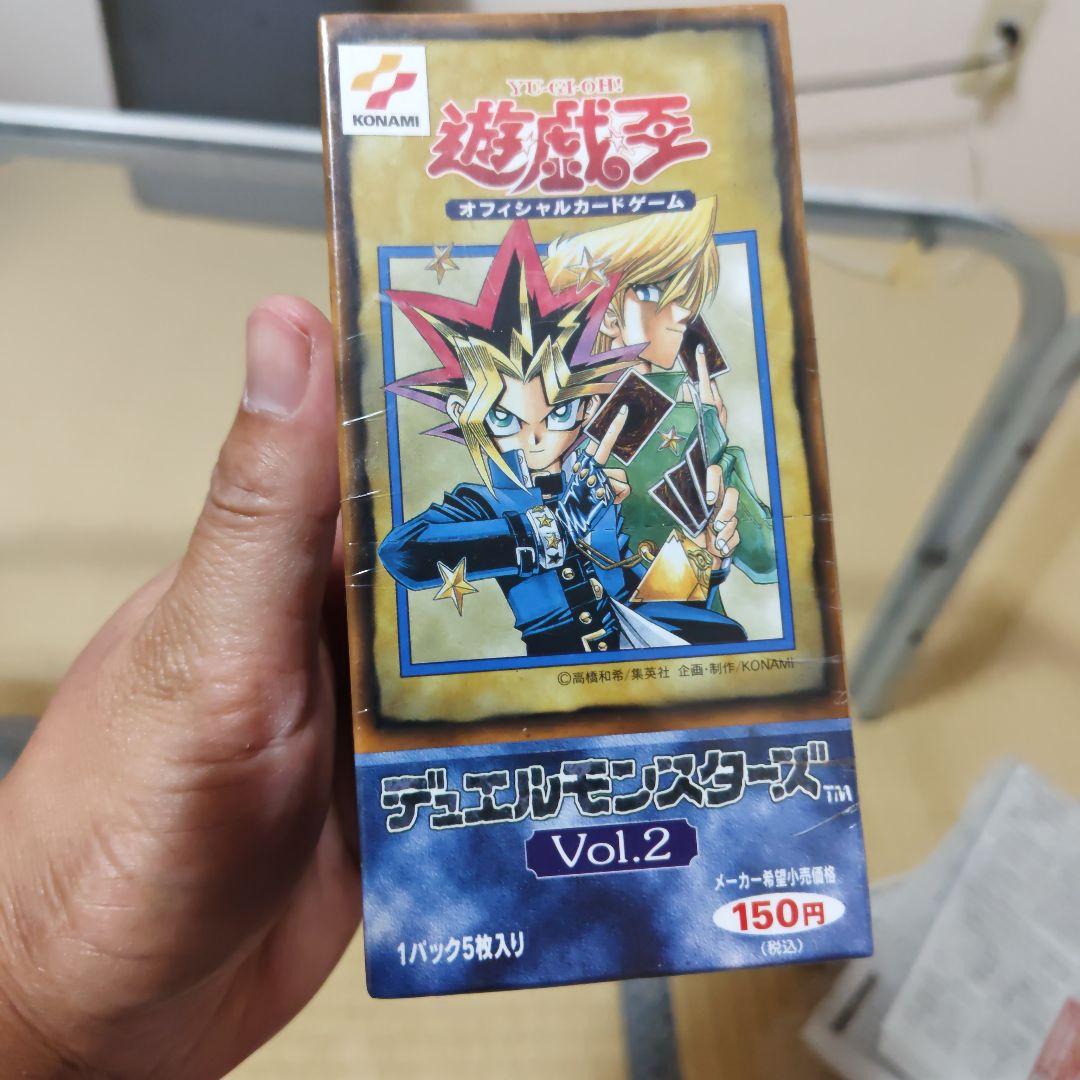 KONAMI
YU-GI-OH!
遊☆戯☆王
オフィシャルカードゲーム
©高橋和希/集英社 企画・制作/KONAMI
デュエルモンスターズ™
Vol.2
メーカー希望小売価格
150円
(税込)
1パック5枚入り